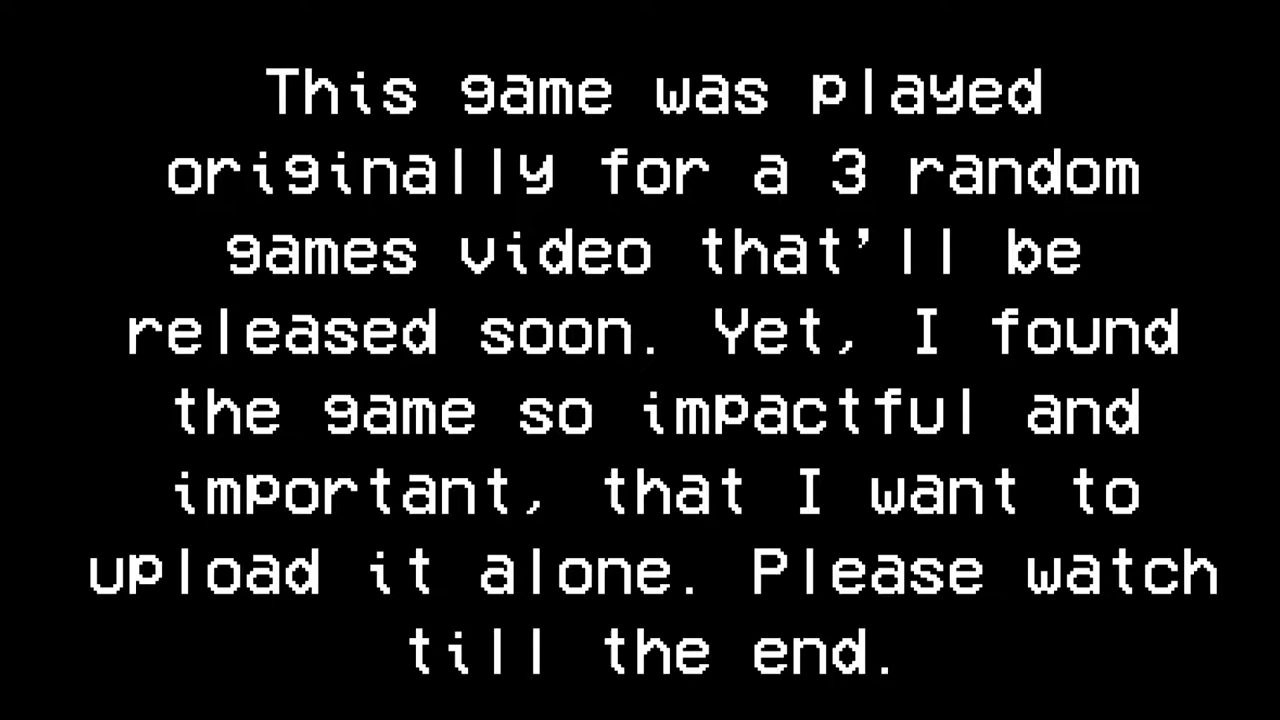 This game was played
originally for a 3 random
games video that'll be
released soon. Yet, I found
the game so impactful and
important, that I want to
upload it alone. Please watch
till the end.